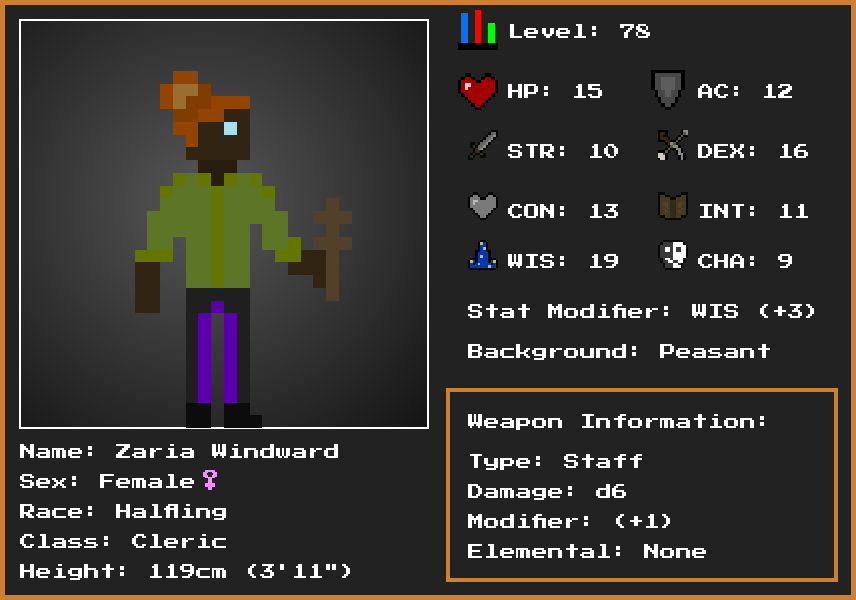 Level: 78
HP: 15 AC: 12
STR: 10 DEX: 16
CON: 13 INT: 11
WIS: 19 CHA: 9
Stat Modifier: WIS (+3)
Background: Peasant
Weapon Information:
Type: Staff
Damage: d6
Modifier: (+1)
Elemental: None
Name: Zaria Windward
Sex: Female♀
Race: Halfling
Class: Cleric
Height: 119cm (3'11")